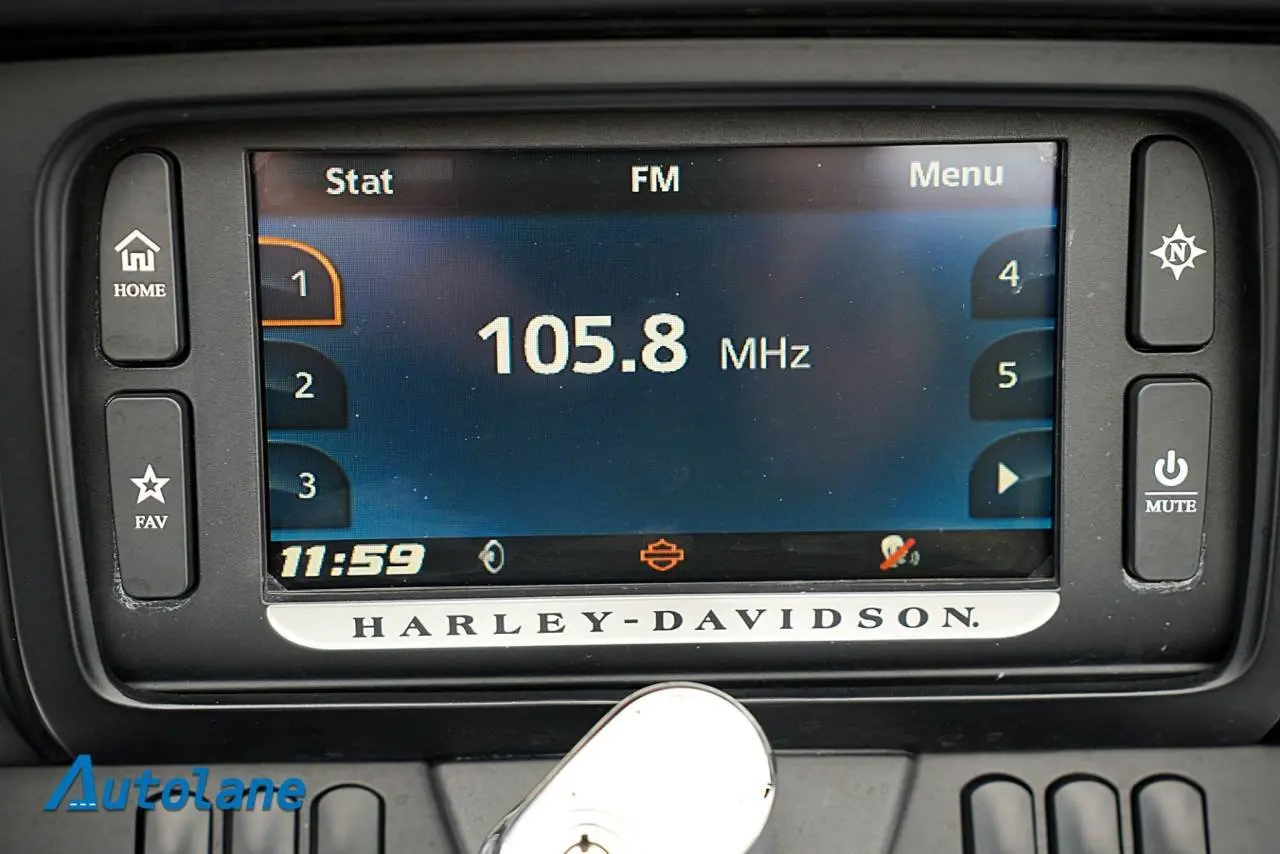 Stat FM Menu
HOME
1
4
N
105.8 MHz
2
5
3
FAV
MUTE
11:59
HARLEY-DAVIDSON.
Autolane